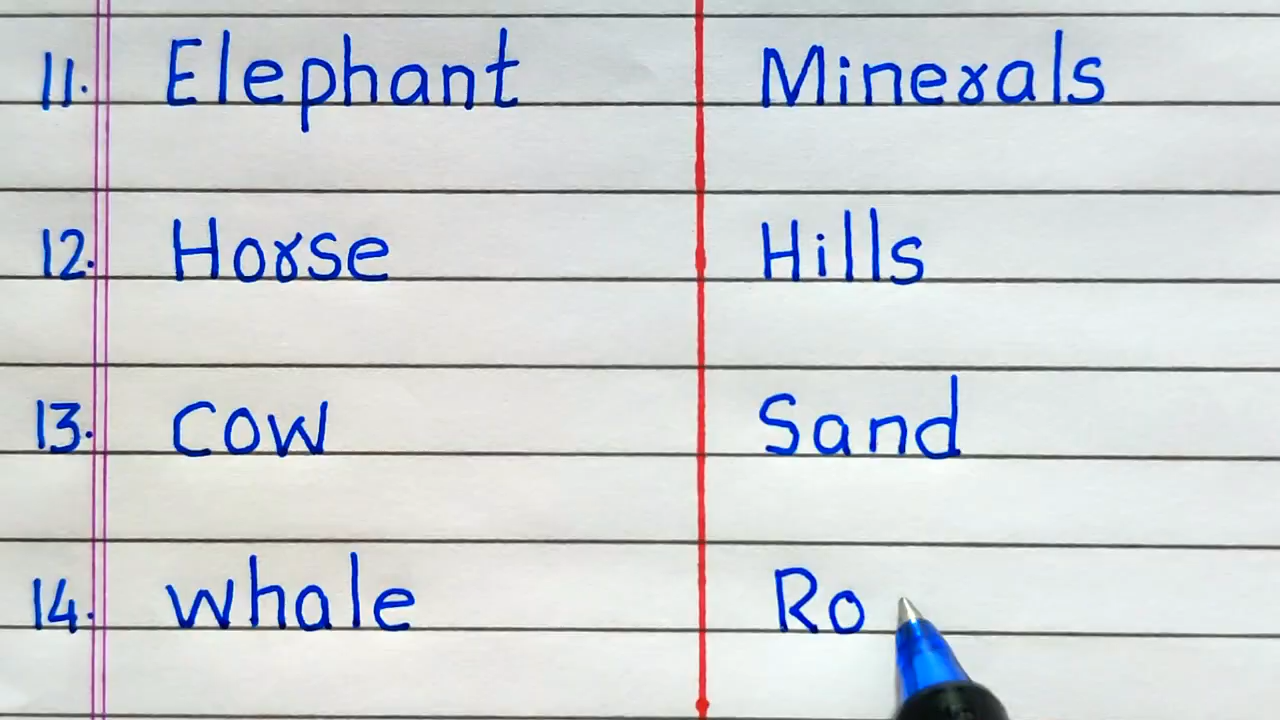 11. Elephant Minerals
12. Horse Hills
13. Cow Sand
14. Whale Ro